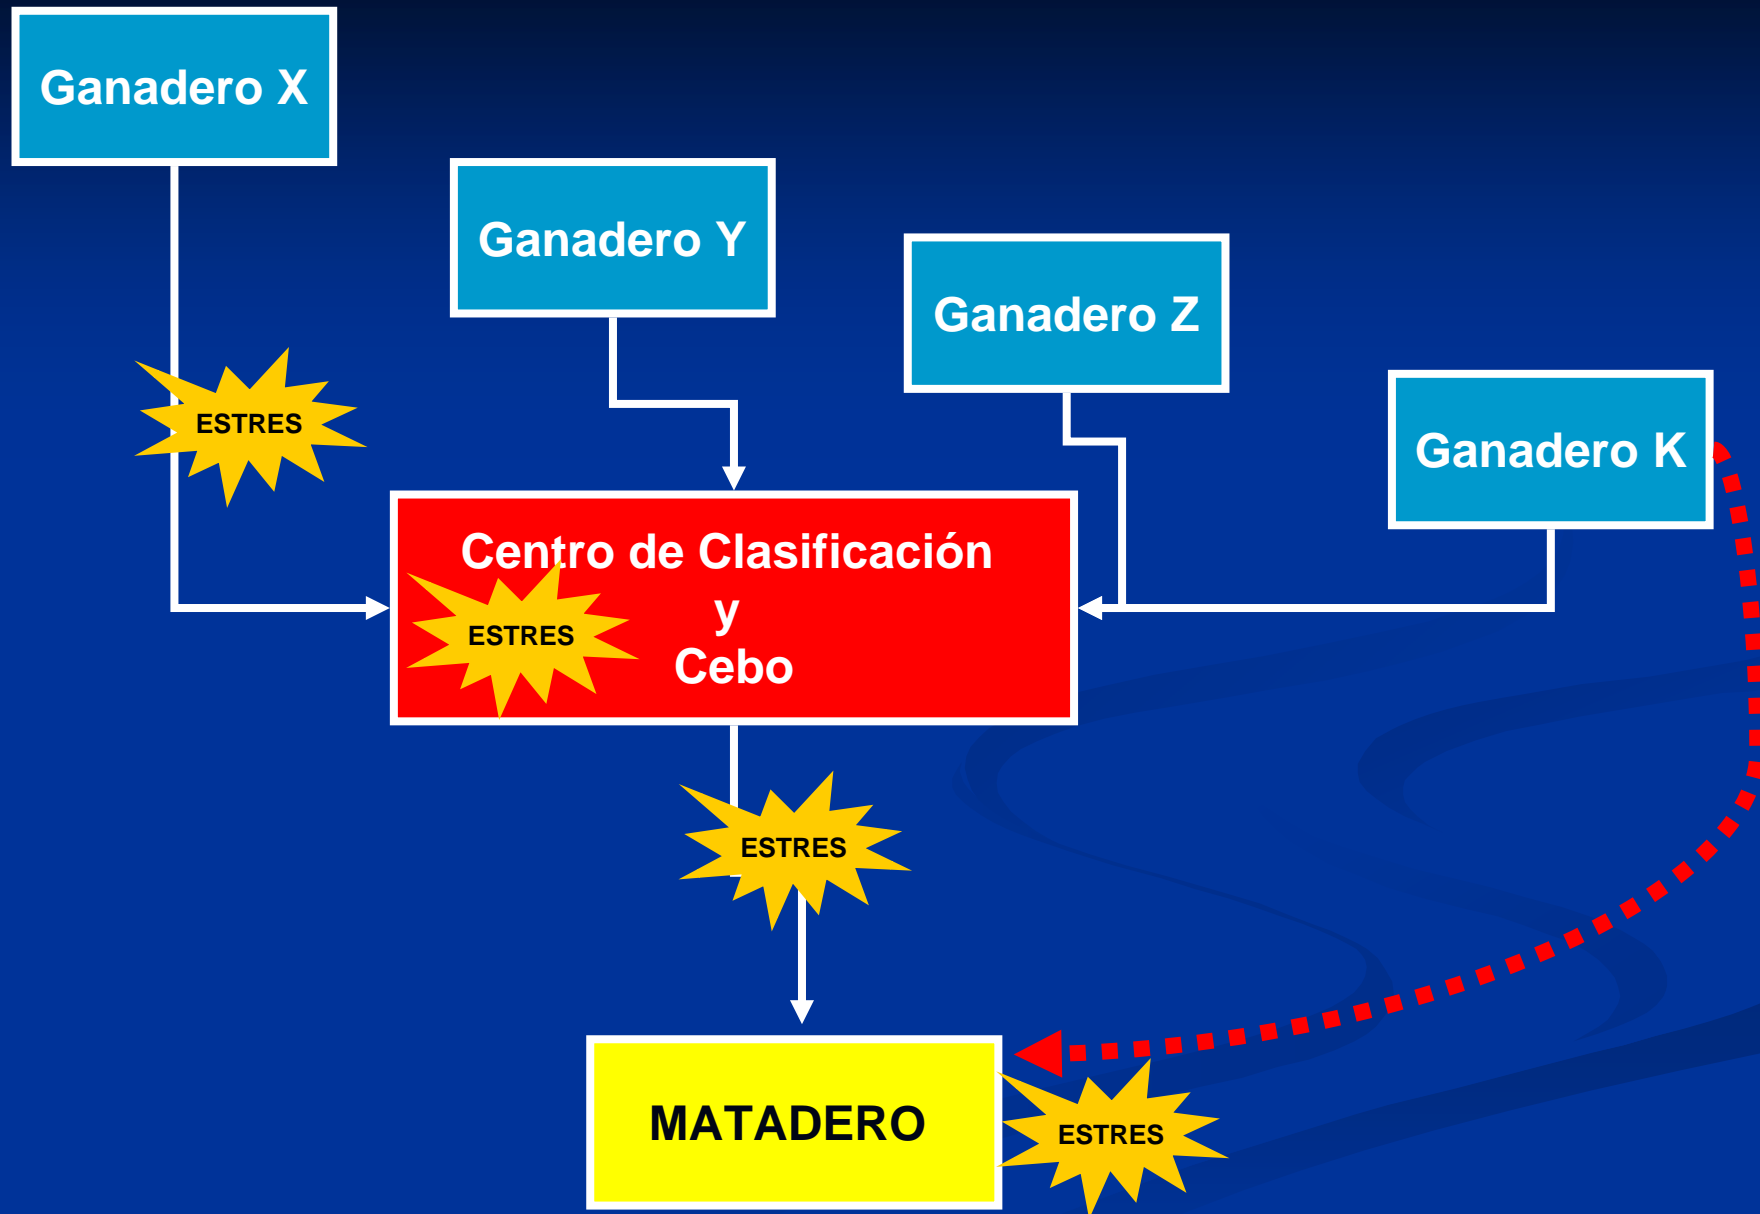 Ganadero X
Ganadero Y
Ganadero Z
Ganadero K
ESTRES
Centro de Clasificación
y
Cebo
ESTRES
ESTRES
MATADERO
ESTRES